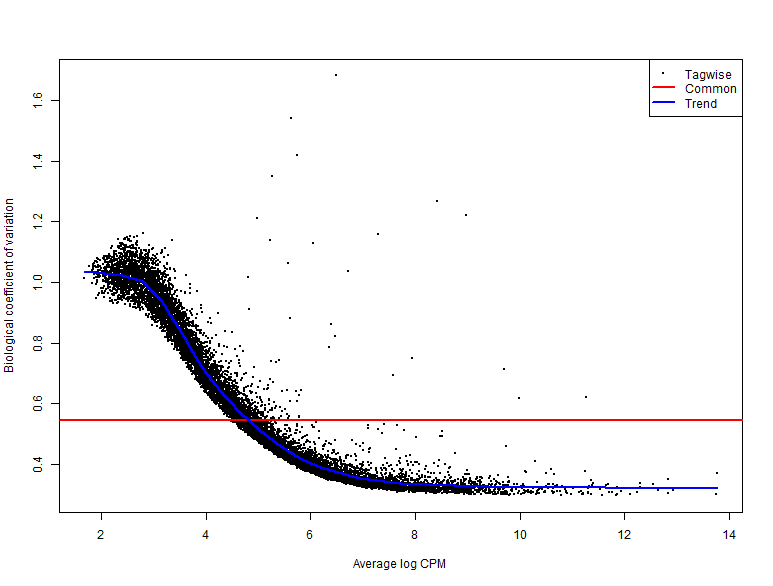 Tagwise
Common
Trend
1.6
1.4
1.2
1.0
0.8
0.6
0.4
Biological coefficient of variation
2 4 6 8 10 12 14
Average log CPM